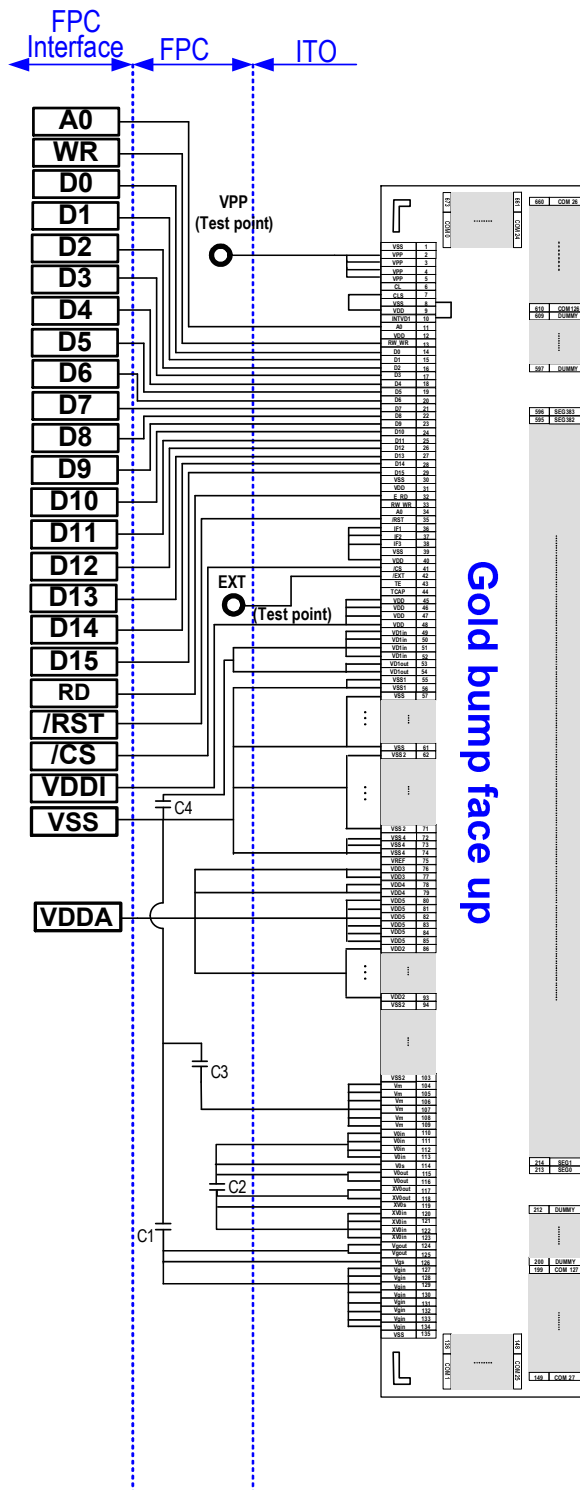 FPC
Interface
FPC
ITO
A0
WR
D0
D1
D2
D3
D4
D5
D6
D7
D8
D9
D10
D11
D12
D13
D14
D15
RD
/RST
/CS
VDDI
VSS
VDDA
VPP
(Test point)
EXT
(Test point)
C4
C3
C2
C1
673 COM 0
661 COM 24
VSS 1
VPP 2
VPP 3
VPP 4
VPP 5
CL 6
CLS 7
VSS 8
VDD 9
INTVD1 10
A0 11
VDD 12
RW_WR 13
D0 14
D1 15
D2 16
D3 17
D4 18
D5 19
D6 20
D7 21
D8 22
D9 23
D10 24
D11 25
D12 26
D13 27
D14 28
D15 29
VSS 30
VDD 31
E_RD 32
RW_WR 33
A0 34
/RST 35
IF1 36
IF2 37
IF3 38
VSS 39
VDD 40
/CS 41
/EXT 42
TE 43
TCAP 44
VDD 45
VDD 46
VDD 47
VDD 48
VD1in 49
VD1in 50
VD1in 51
VD1in 52
VD1out 53
VD1out 54
VSS1 55
VSS1 56
VSS 57
VSS 61
VSS2 62
VSS2 71
VSS4 72
VSS4 73
VSS4 74
VREF 75
VDD3 76
VDD3 77
VDD4 78
VDD4 79
VDD5 80
VDD5 81
VDD5 82
VDD5 83
VDD5 84
VDD5 85
VDD2 86
VDD2 93
VSS2 94
VSS2 103
Vm 104
Vm 105
Vm 106
Vm 107
Vm 108
Vm 109
V0in 110
V0in 111
V0in 112
V0in 113
V0s 114
V0out 115
V0out 116
XV0out 117
XV0out 118
XV0s 119
XV0in 120
XV0in 121
XV0in 122
XV0in 123
Vgout 124
Vgout 125
Vgs 126
Vgin 127
Vgin 128
Vgin 129
Vgin 130
Vgin 131
Vgin 132
Vgin 133
Vgin 134
VSS 135
136 COM 1
148 COM 25
Gold bump face up
660 COM 26
610 COM126
609 DUMMY
597 DUMMY
596 SEG383
595 SEG382
214 SEG1
213 SEG0
212 DUMMY
200 DUMMY
199 COM 127
149 COM 27